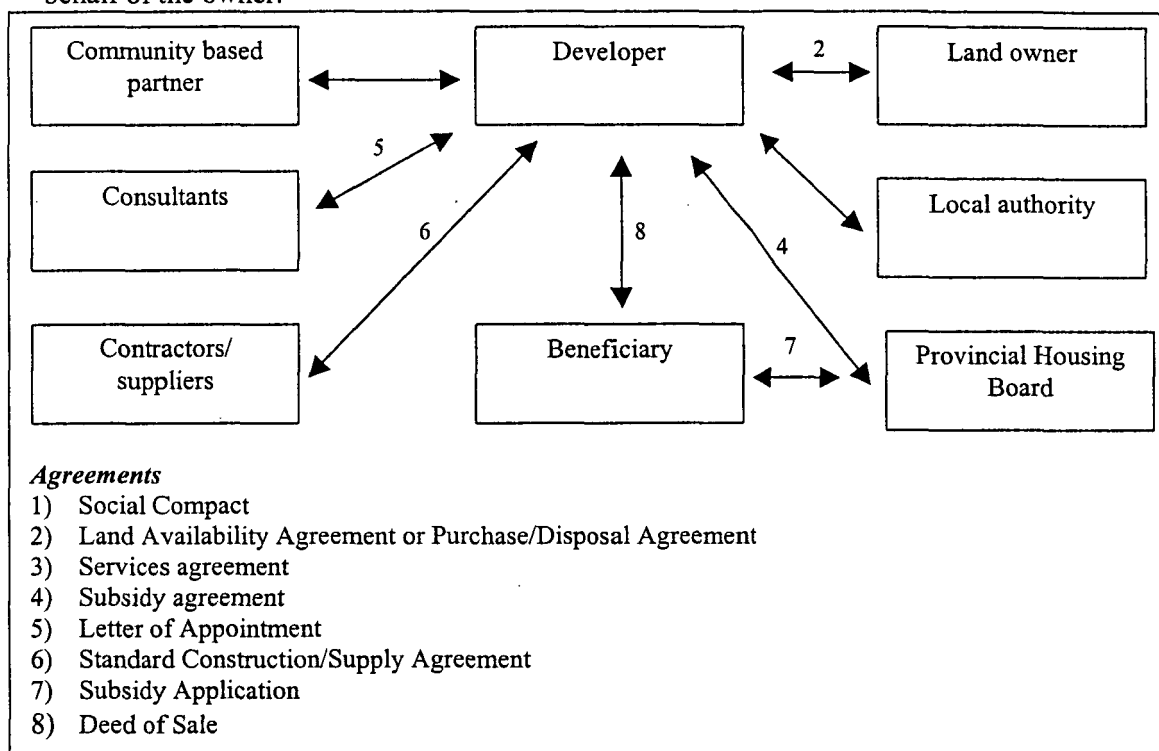 behalf of the owner.
Community based
partner
Developer
2
Land owner
5
Consultants
6
8
4
Local authority
Contractors/
suppliers
Beneficiary
7
Provincial Housing
Board
Agreements
1) Social Compact
2) Land Availability Agreement or Purchase/Disposal Agreement
3) Services agreement
4) Subsidy agreement
5) Letter of Appointment
6) Standard Construction/Supply Agreement
7) Subsidy Application
8) Deed of Sale